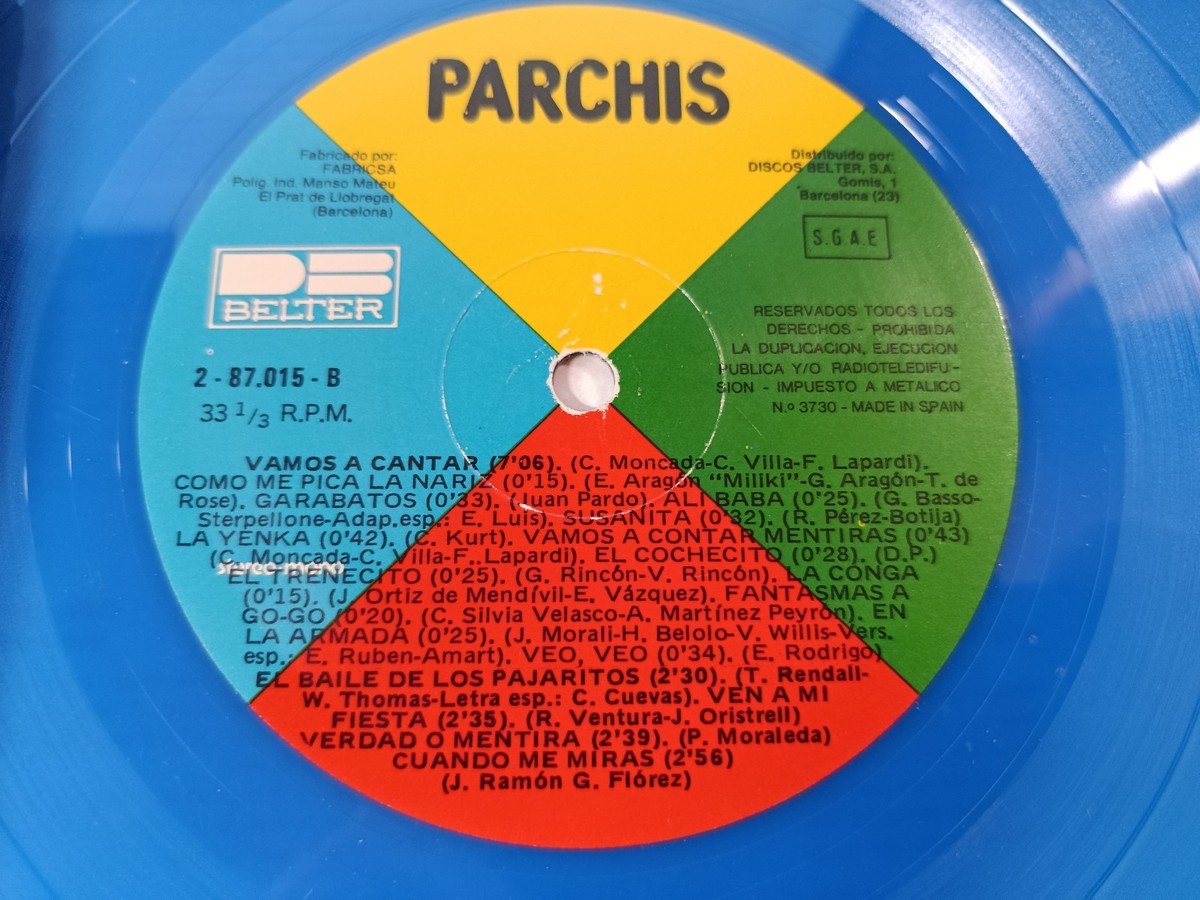 PARCHIS
Fabricado por:
FABRICSA
Polig. Ind. Manso Mateu
El Prat de Llobregat
(Barcelona)
Distribuido por:
DISCOS BELTER, S.A.
Gomis, 1
Barcelona (23)
S.G.A.E
BELTER
2-87.015-B
33 1/3 R.P.M.
RESERVADOS TODOS LOS
DERECHOS - PROHIBIDA
LA DUPLICACION, EJECUCION
PUBLICA Y/O RADIOTELEDIFU-
SION - IMPUESTO A METALICO
N.º 3730 - MADE IN SPAIN
VAMOS A CANTAR (7'06). (C. Moncada-C. Villa-F. Lapardi).
COMO ME PICA LA NARIZ (0'15). (E. Aragón "Miliki"-G. Aragón-T. de
Rose). GARABATOS (0'33). (Juan Pardo). ALI BABA (0'25). (G. Basso-
Sterpellone-Adap.esp.: E. Luis). SUSANITA (0'32). (R. Pérez-Botija)
LA YENKA (0'42). (C. Kurt). VAMOS A CONTAR MENTIRAS (0'43)
(C. Moncada-C. Villa-F. Lapardi). EL COCHECITO (0'28). (D.P.)
stereo-mono
EL TRENECITO (0'25). (G. Rincón-V. Rincón). LA CONGA
(0'15). (J. Ortiz de Mendívil-E. Vázquez). FANTASMAS A
GO-GO (0'20). (C. Silvia Velasco-A. Martínez Peyrón). EN
LA ARMADA (0'25). (J. Morali-H. Belolo-V. Willis-Vers.
esp.: E. Ruben-Amart). VEO, VEO (0'34). (E. Rodrigo)
EL BAILE DE LOS PAJARITOS (2'30). (T. Rendall-
W. Thomas-Letra esp.: C. Cuevas). VEN A MI
FIESTA (2'35). (R. Ventura-J. Oristrell)
VERDAD O MENTIRA (2'39). (P. Moraleda)
CUANDO ME MIRAS (2'56)
(J. Ramón G. Flórez)